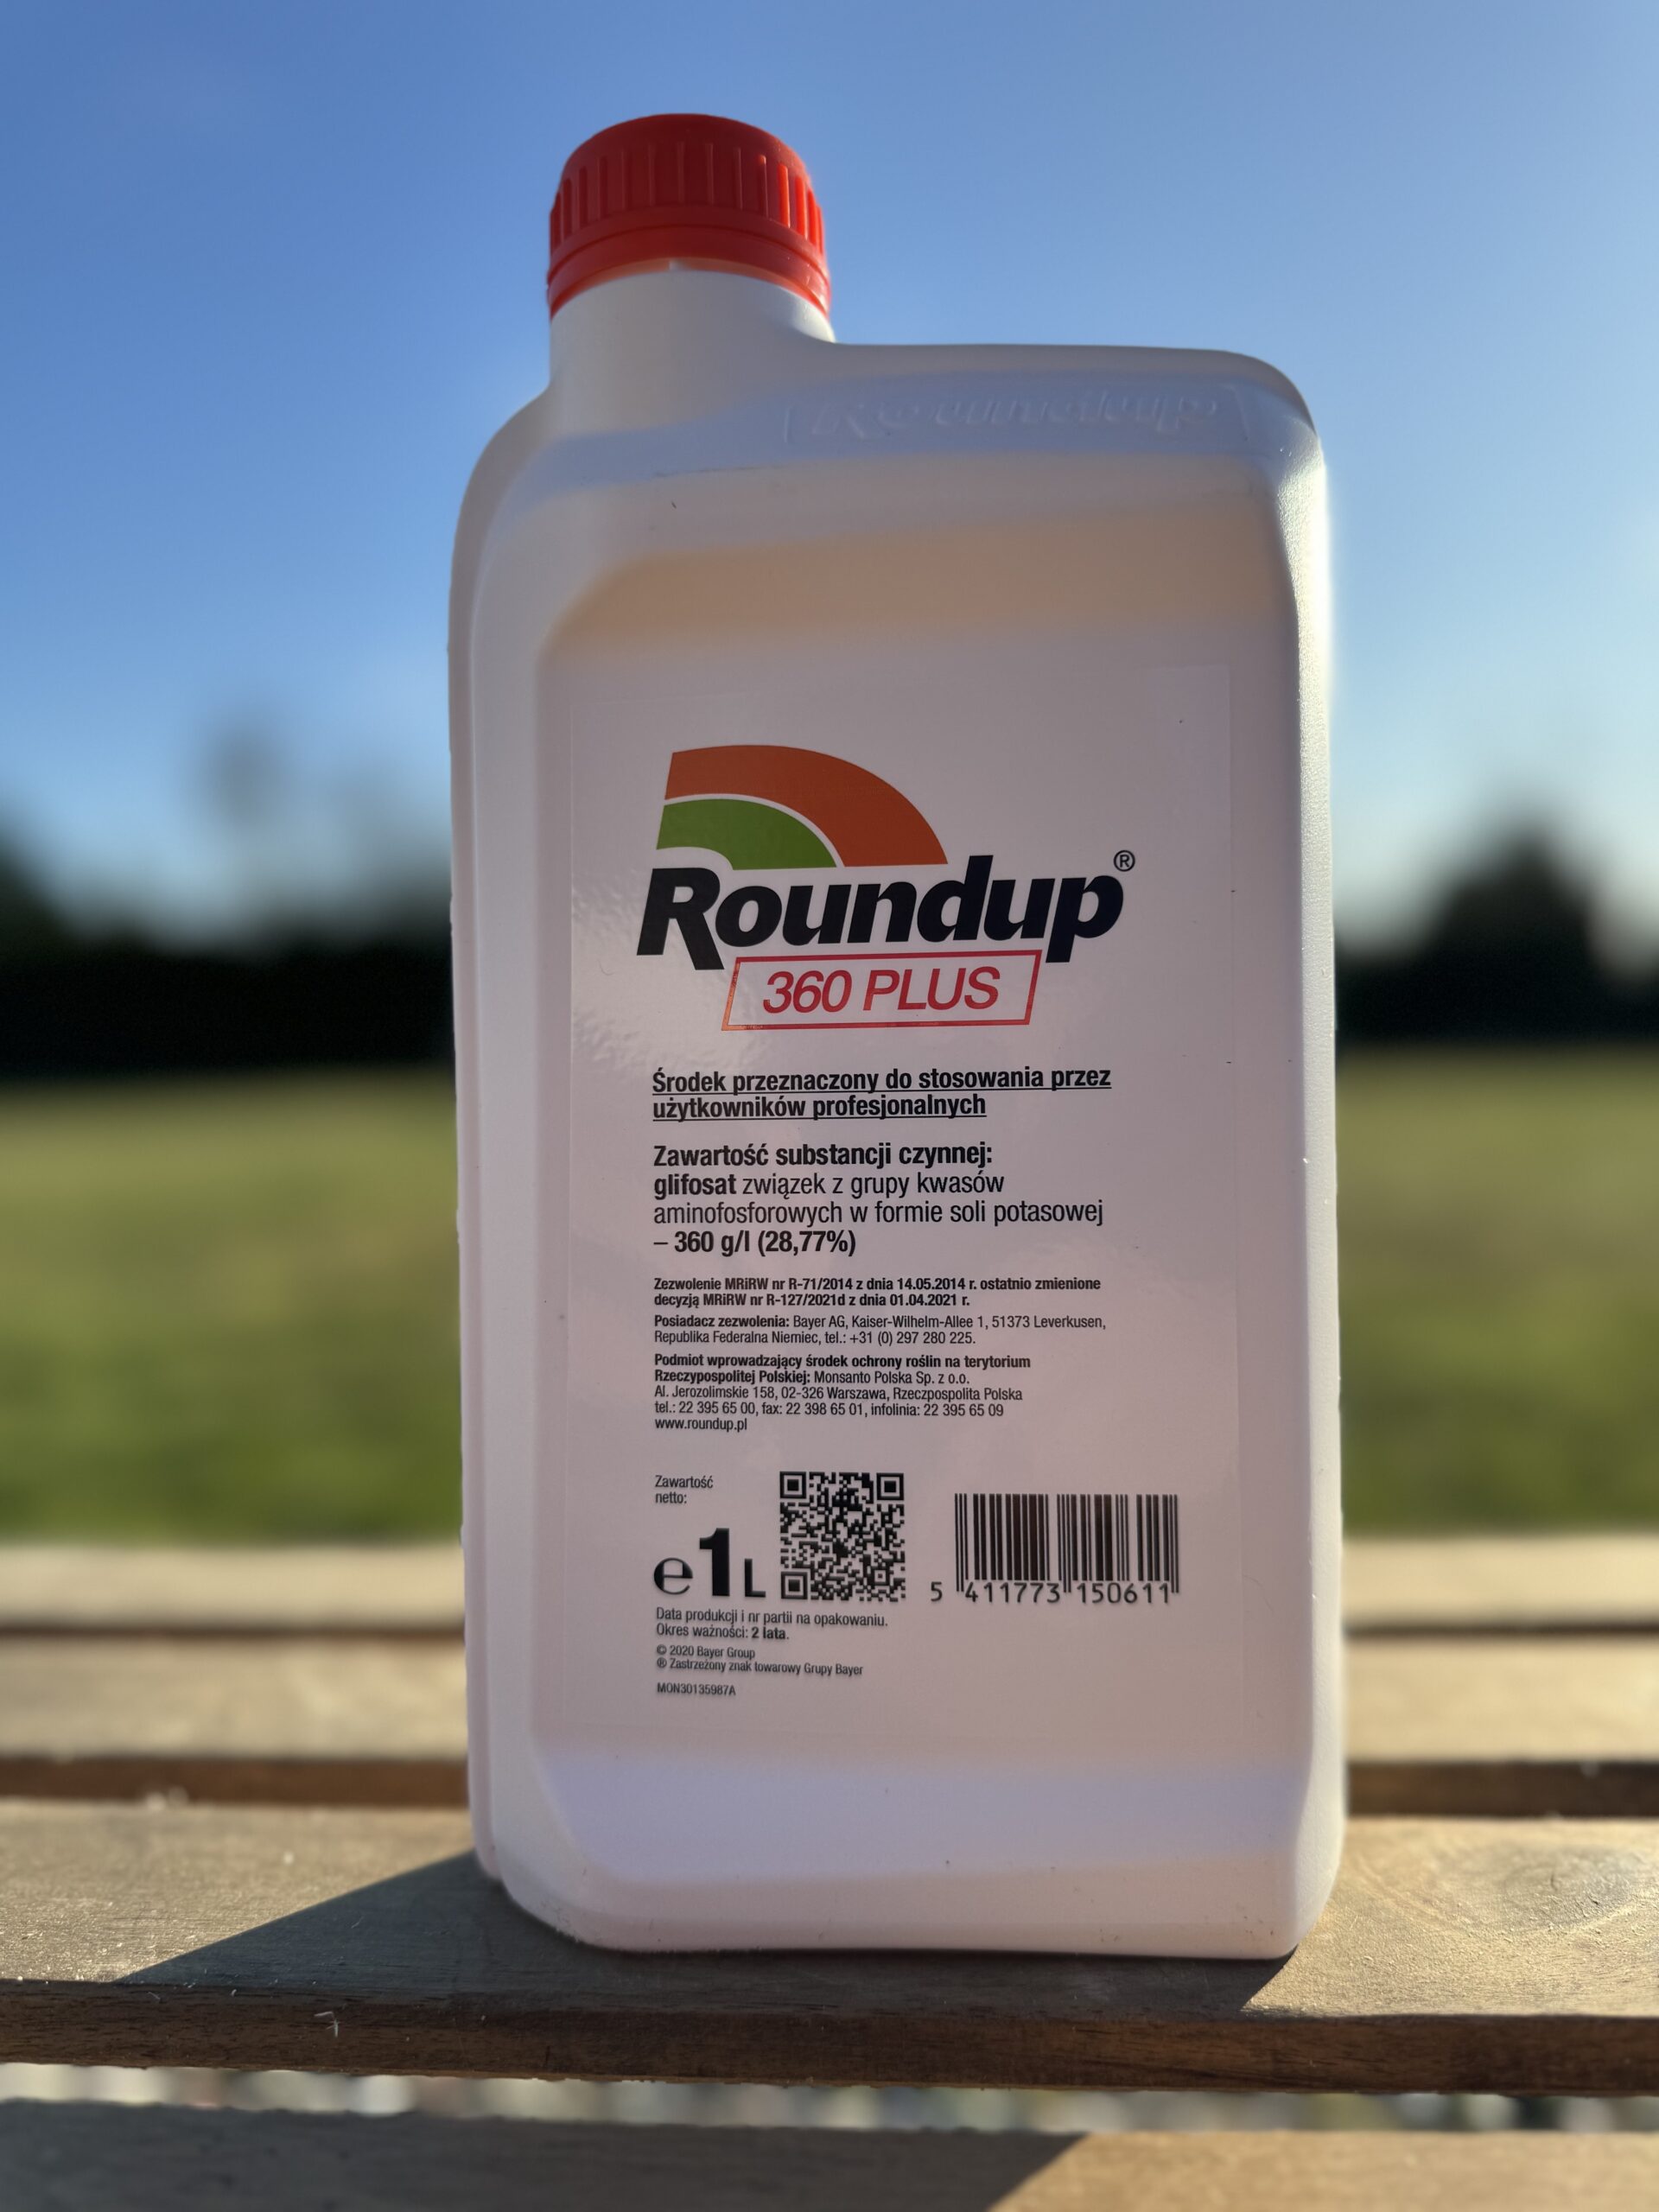 Roundup
Roundup®
360 PLUS
Środek przeznaczony do stosowania przez
użytkowników profesjonalnych
Zawartość substancji czynnej:
glifosat związek z grupy kwasów
aminofosforowych w formie soli potasowej
– 360 g/l (28,77%)
Zezwolenie MRiRW nr R-71/2014 z dnia 14.05.2014 r. ostatnio zmienione
decyzją MRiRW nr R-127/2021d z dnia 01.04.2021 r.
Posiadacz zezwolenia: Bayer AG, Kaiser-Wilhelm-Allee 1, 51373 Leverkusen,
Republika Federalna Niemiec, tel.: +31 (0) 297 280 225.
Podmiot wprowadzający środek ochrony roślin na terytorium
Rzeczypospolitej Polskiej: Monsanto Polska Sp. z o.o.
Al. Jerozolimskie 158, 02-326 Warszawa, Rzeczpospolita Polska
tel.: 22 395 65 00, fax: 22 398 65 01, infolinia: 22 395 65 09
www.roundup.pl
Zawartość
netto:
e 1 L
5 411773 150611
Data produkcji i nr partii na opakowaniu.
Okres ważności: 2 lata.
© 2020 Bayer Group
® Zastrzeżony znak towarowy Grupy Bayer
MON30135987A